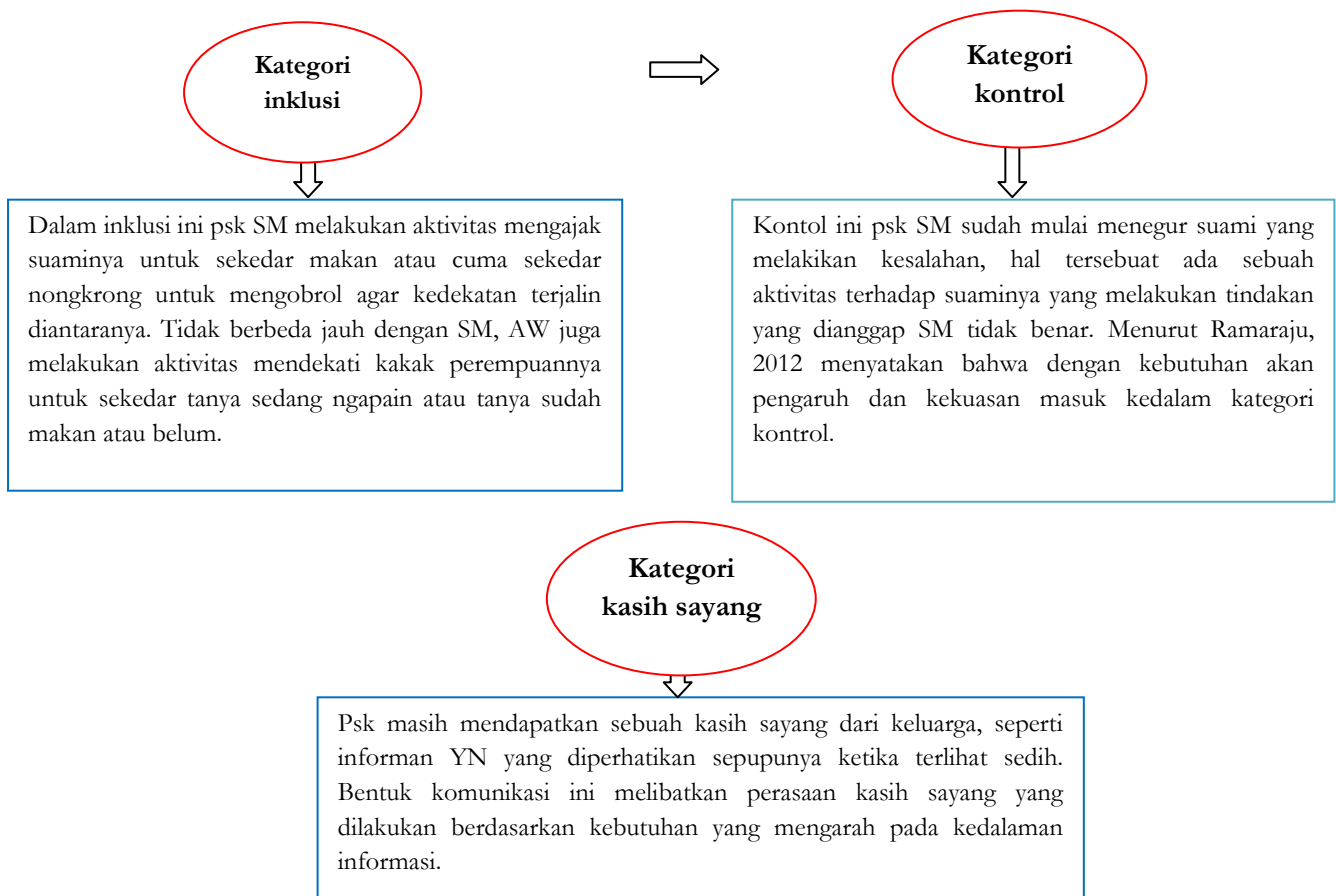 Kategori
inklusi
Kategori
kontrol
Dalam inklusi ini psk SM melakukan aktivitas mengajak
suaminya untuk sekedar makan atau cuma sekedar
nongkrong untuk mengobrol agar kedekatan terjalin
diantaranya. Tidak berbeda jauh dengan SM, AW juga
melakukan aktivitas mendekati kakak perempuannya
untuk sekedar tanya sedang ngapain atau tanya sudah
makan atau belum.
Kontol ini psk SM sudah mulai menegur suami yang
melakikan kesalahan, hal tersebuat ada sebuah
aktivitas terhadap suaminya yang melakukan tindakan
yang dianggap SM tidak benar. Menurut Ramaraju,
2012 menyatakan bahwa dengan kebutuhan akan
pengaruh dan kekuasan masuk kedalam kategori
kontrol.
Kategori
kasih sayang
Psk masih mendapatkan sebuah kasih sayang dari keluarga, seperti
informan YN yang diperhatikan sepupunya ketika terlihat sedih.
Bentuk komunikasi ini melibatkan perasaan kasih sayang yang
dilakukan berdasarkan kebutuhan yang mengarah pada kedalaman
informasi.